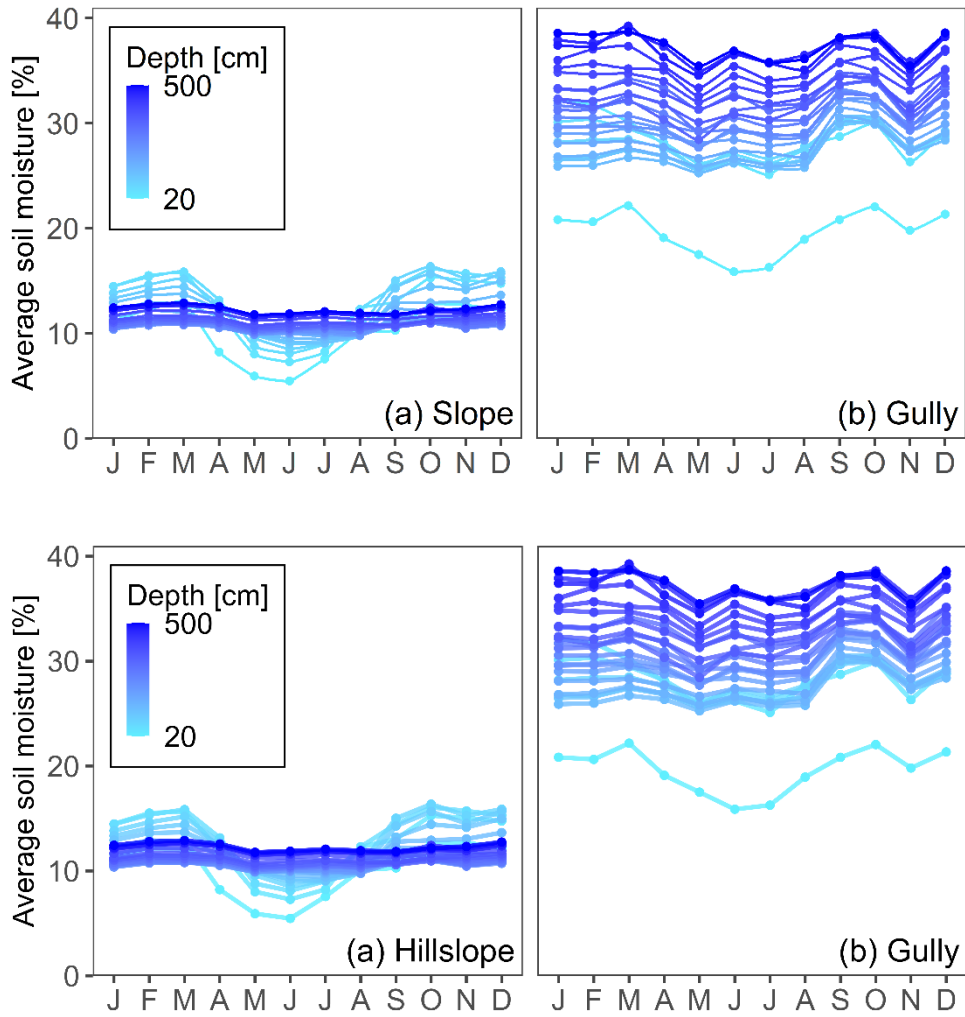 Average soil moisture [%]
40
30
20
10
0
Depth [cm]
500
20
(a) Slope
J F M A M J J A S O N D
(b) Gully
J F M A M J J A S O N D
Average soil moisture [%]
40
30
20
10
0
Depth [cm]
500
20
(a) Hillslope
J F M A M J J A S O N D
(b) Gully
J F M A M J J A S O N D